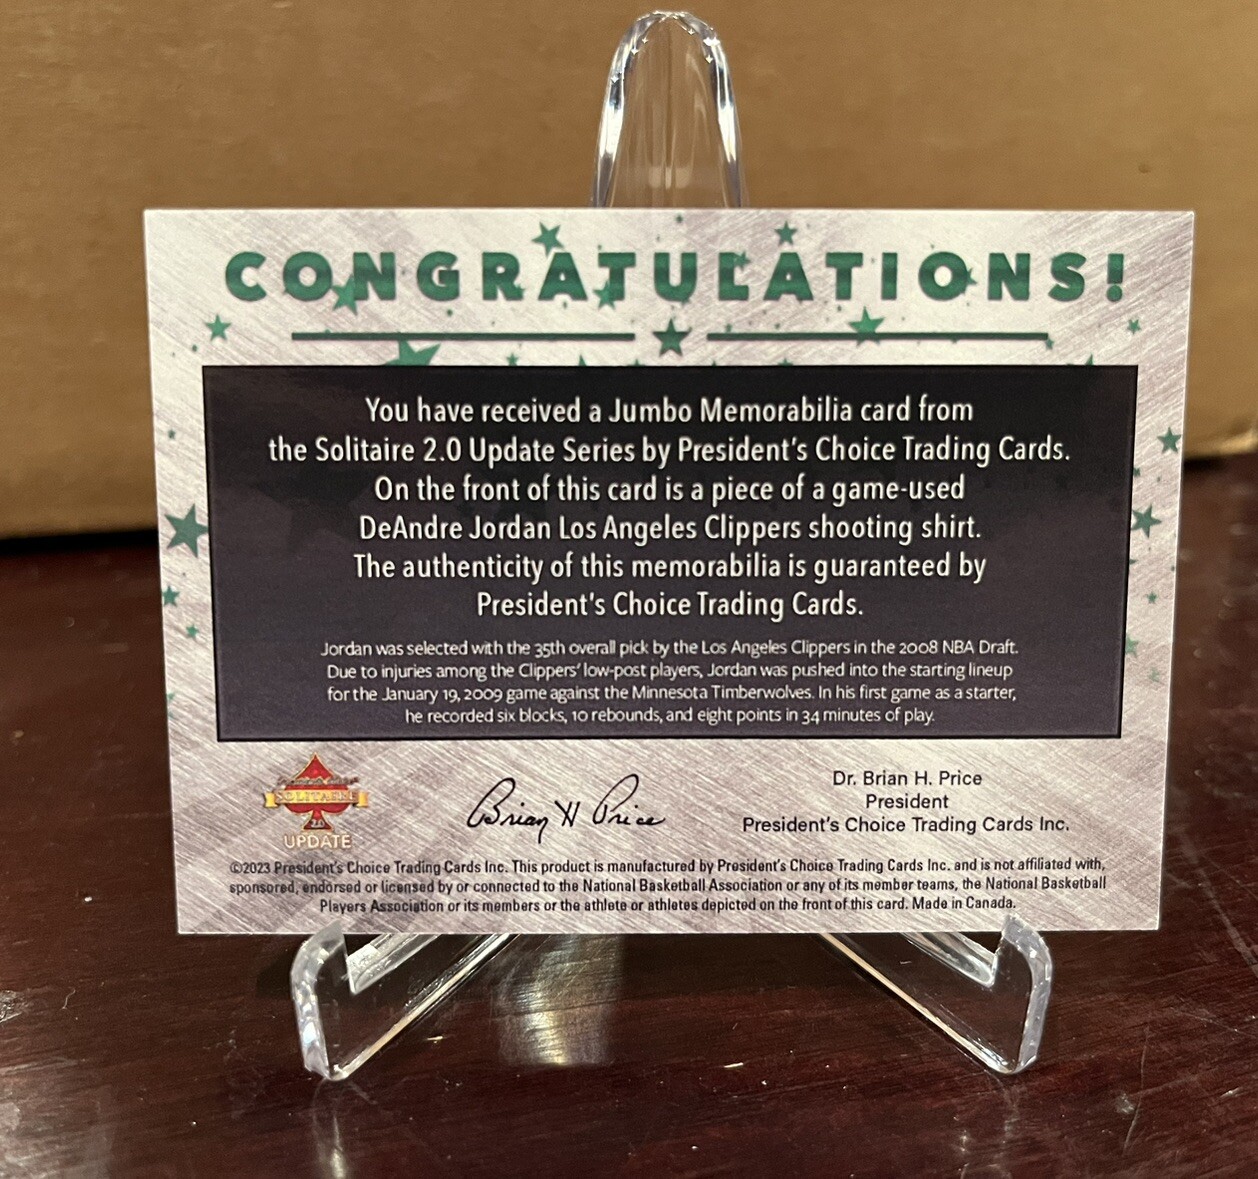 CONGRATULATIONS!
You have received a Jumbo Memorabilia card from
the Solitaire 2.0 Update Series by President's Choice Trading Cards.
On the front of this card is a piece of a game-used
DeAndre Jordan Los Angeles Clippers shooting shirt.
The authenticity of this memorabilia is guaranteed by
President's Choice Trading Cards.
Jordan was selected with the 35th overall pick by the Los Angeles Clippers in the 2008 NBA Draft.
Due to injuries among the Clippers' low-post players, Jordan was pushed into the starting lineup
for the January 19, 2009 game against the Minnesota Timberwolves. In his first game as a starter,
he recorded six blocks, 10 rebounds, and eight points in 34 minutes of play.
SOLITAIRE
2.0
UPDATE
Brian H Price
Dr. Brian H. Price
President
President's Choice Trading Cards Inc.
©2023 President's Choice Trading Cards Inc. This product is manufactured by President's Choice Trading Cards Inc. and is not affiliated with,
sponsored, endorsed or licensed by or connected to the National Basketball Association or any of its member teams, the National Basketball
Players Association or its members or the athlete or athletes depicted on the front of this card. Made in Canada.